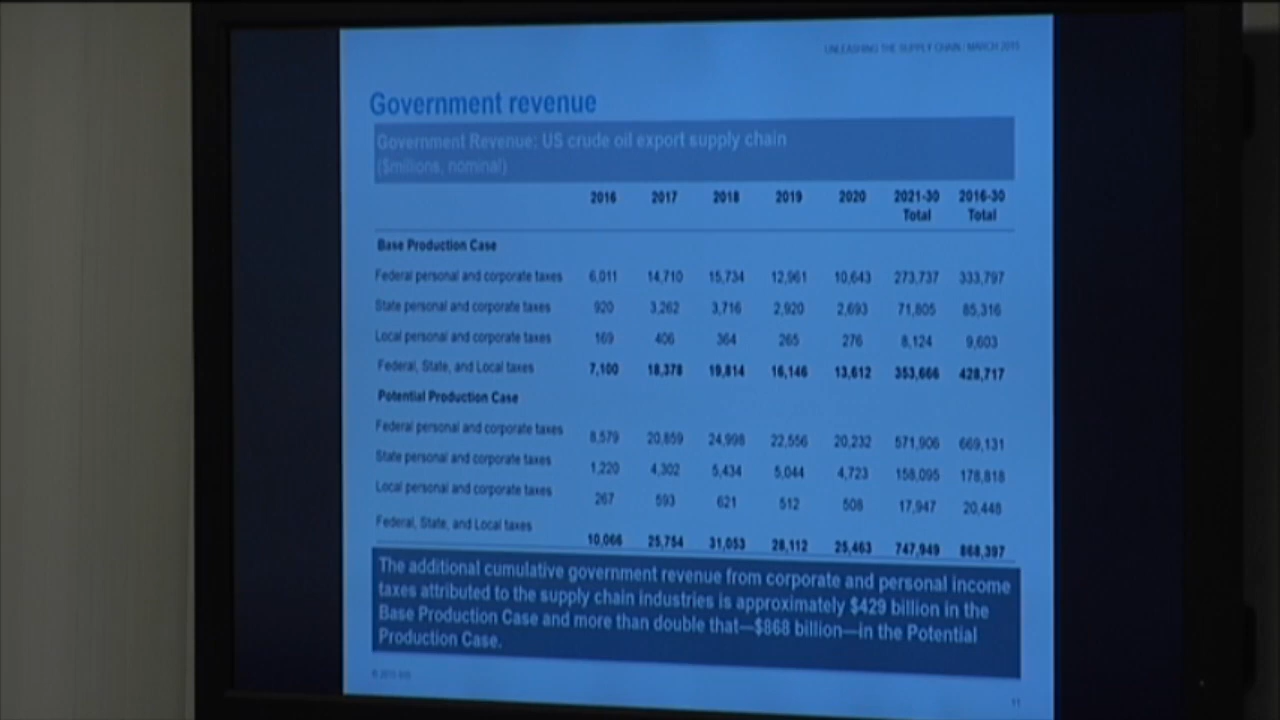 UNLEASHING THE SUPPLY CHAIN / MARCH 2015
Government revenue
Government Revenue: US crude oil export supply chain
($millions, nominal)
2016 2017 2018 2019 2020 2021-30 2016-30
Total Total
Base Production Case
Federal personal and corporate taxes 6,011 14,710 15,734 12,961 10,643 273,737 333,797
State personal and corporate taxes 920 3,262 3,716 2,920 2,693 71,805 85,316
Local personal and corporate taxes 169 406 364 265 276 8,124 9,603
Federal, State, and Local taxes 7,100 18,378 19,814 16,146 13,612 353,666 428,717
Potential Production Case
Federal personal and corporate taxes 8,579 20,859 24,998 22,556 20,232 571,906 669,131
State personal and corporate taxes 1,220 4,302 5,434 5,044 4,723 158,095 178,818
Local personal and corporate taxes 267 593 621 512 508 17,947 20,448
Federal, State, and Local taxes 10,066 25,754 31,053 28,112 25,463 747,949 868,397
The additional cumulative government revenue from corporate and personal income
taxes attributed to the supply chain industries is approximately $429 billion in the
Base Production Case and more than double that—$868 billion—in the Potential
Production Case.
© 2015 IHS
11